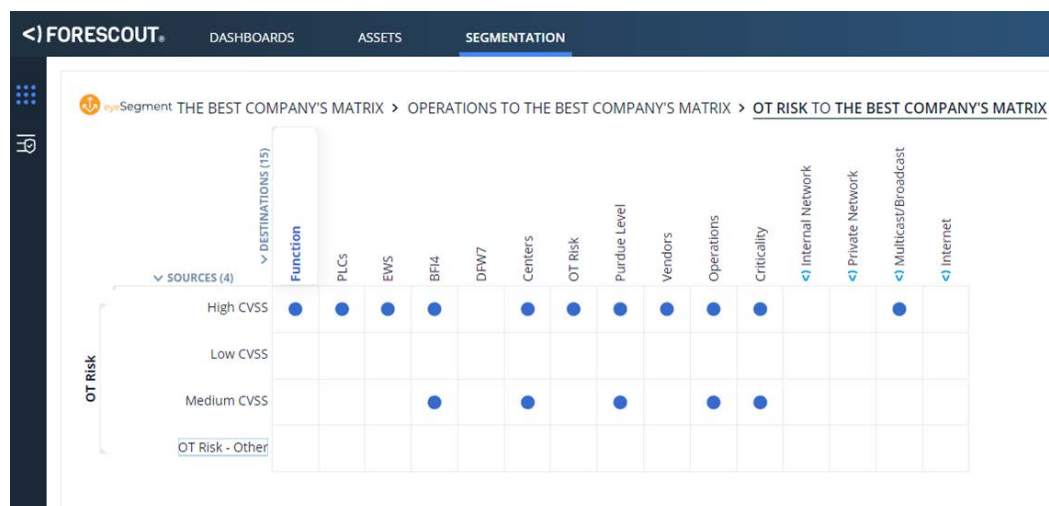 <) FORESCOUT®
DASHBOARDS
ASSETS
SEGMENTATION
eyeSegment THE BEST COMPANY'S MATRIX > OPERATIONS TO THE BEST COMPANY'S MATRIX > OT RISK TO THE BEST COMPANY'S MATRIX
DESTINATIONS (15)
SOURCES (4)
Function
PLCs
EWS
BFI4
DFW7
Centers
OT Risk
Purdue Level
Vendors
Operations
Criticality
<) Internal Network
<) Private Network
<) Multicast/Broadcast
<) Internet
OT Risk
High CVSS
Low CVSS
Medium CVSS
OT Risk - Other